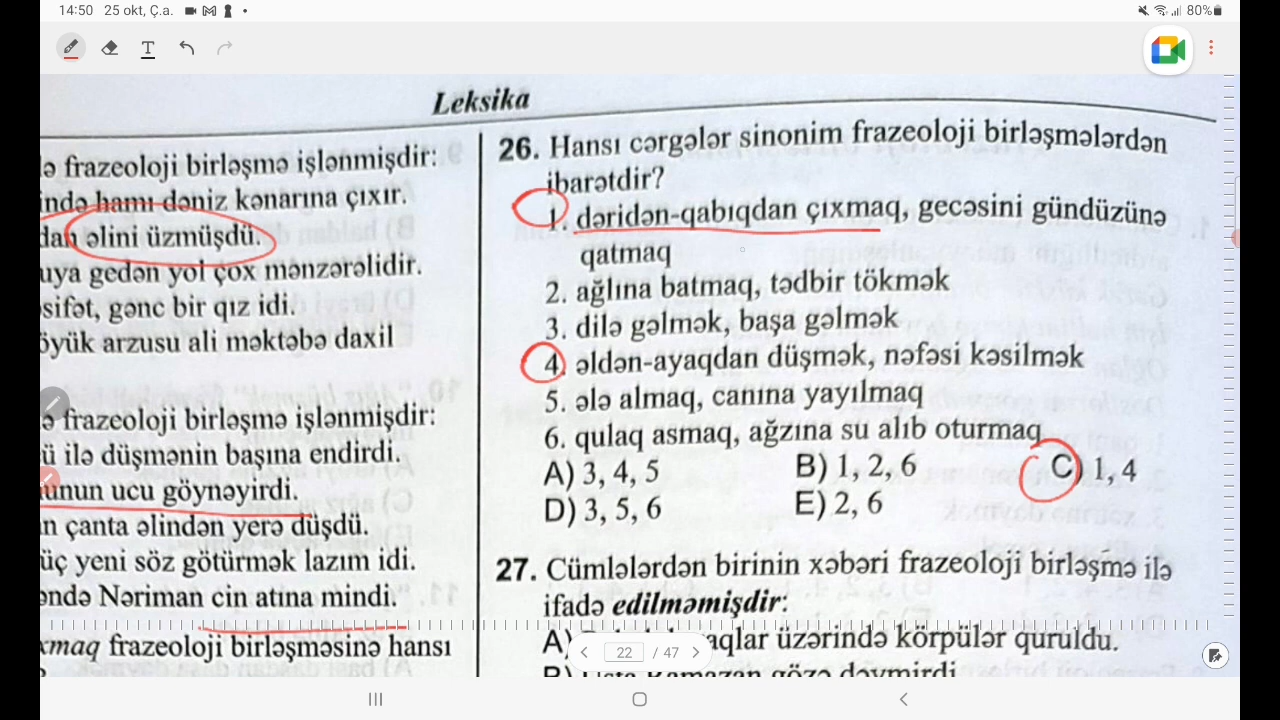 14:50 25 okt, Ç.a.
80%
Leksika
lə frazeoloji birləşmə işlənmişdir:
ində hamı dəniz kənarına çıxır.
dan əlini üzmüşdü.
uya gedən yol çox mənzərəlidir.
sifət, gənc bir qız idi.
öyük arzusu ali məktəbə daxil
ə frazeoloji birləşmə işlənmişdir:
ü ilə düşmənin başına endirdi.
unun ucu göynəyirdi.
n çanta əlindən yerə düşdü.
üç yeni söz götürmək lazım idi.
əndə Nəriman cin atına mindi.
xmaq frazeoloji birləşməsinə hansı
26. Hansı cərgələr sinonim frazeoloji birləşmələrdən
ibarətdir?
1. dəridən-qabıqdan çıxmaq, gecəsini gündüzünə
qatmaq
2. ağlına batmaq, tədbir tökmək
3. dilə gəlmək, başa gəlmək
4. əldən-ayaqdan düşmək, nəfəsi kəsilmək
5. ələ almaq, canına yayılmaq
6. qulaq asmaq, ağzına su alıb oturmaq
A) 3, 4, 5 B) 1, 2, 6 C) 1, 4
D) 3, 5, 6 E) 2, 6
27. Cümlələrdən birinin xəbəri frazeoloji birləşmə ilə
ifadə edilməmişdir:
A) aqlar üzərində körpülər quruldu.
22 / 47